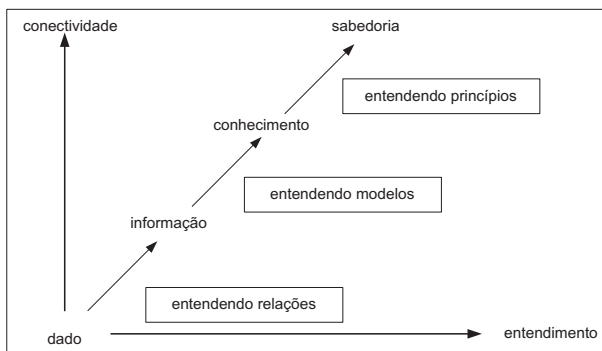 conectividade
sabedoria
entendendo princípios
conhecimento
entendendo modelos
informação
entendendo relações
dado
entendimento